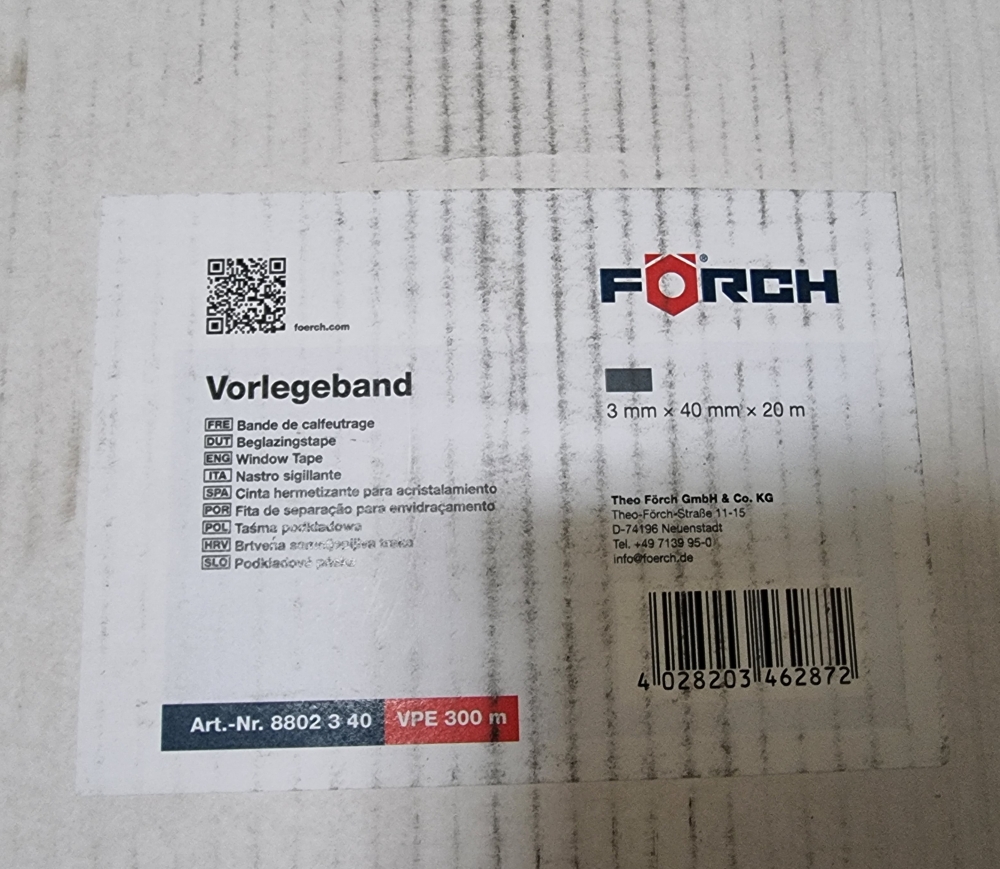 foerch.com
FÖRCH®
Vorlegeband
FRE Bande de calfeutrage
DUT Beglazingstape
ENG Window Tape
ITA Nastro sigillante
SPA Cinta hermetizante para acristalamiento
POR Fita de separação para envidraçamento
POL Taśma podkładowa
HRV Brtvena
SLO Podkladové
3 mm × 40 mm × 20 m
Theo Förch GmbH & Co. KG
Theo-Förch-Straße 11-15
D-74196 Neuenstadt
Tel. +49 7139 95-0
info@foerch.de
4 028203 462872
Art.-Nr. 8802 3 40
VPE 300 m